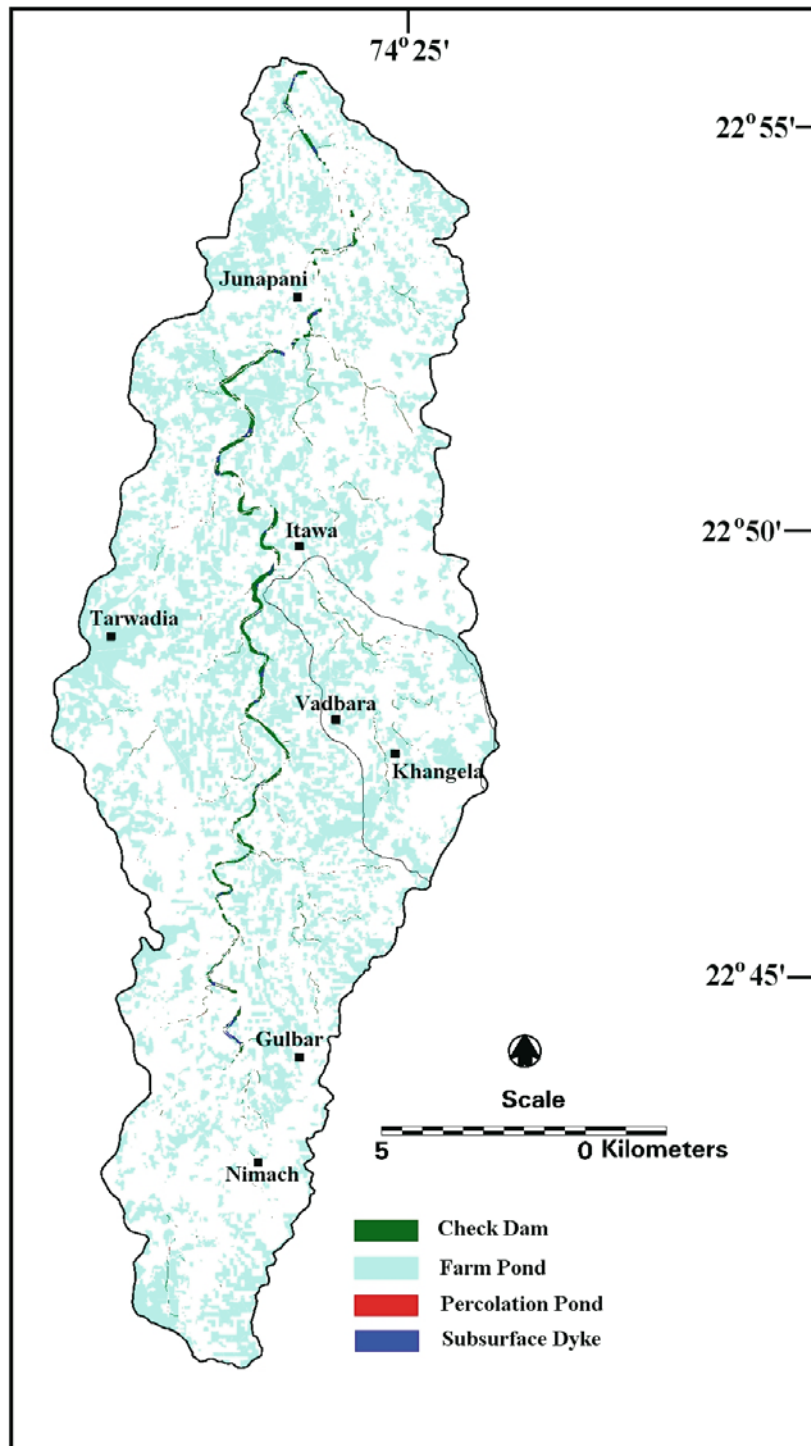 74°25'
22°55'
Junapani
22°50'
Itawa
Tarwadia
Vadbara
Khangela
22°45'
Gulbar
Scale
5 0 Kilometers
Nimach
Check Dam
Farm Pond
Percolation Pond
Subsurface Dyke